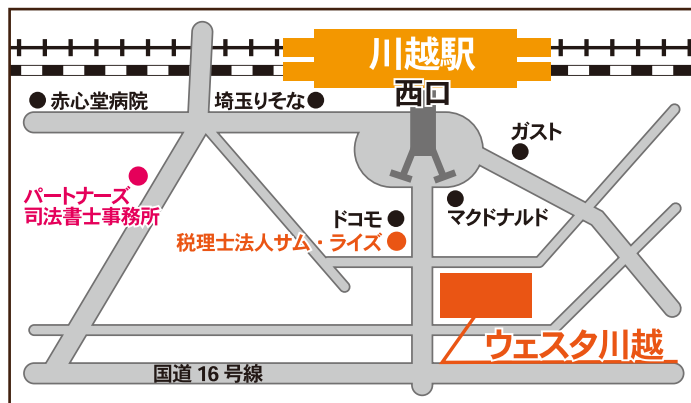 川越駅
西口
赤心堂病院
埼玉りそな
ガスト
パートナーズ
司法書士事務所
ドコモ
マクドナルド
税理士法人サム・ライズ
ウェスタ川越
国道 16 号線